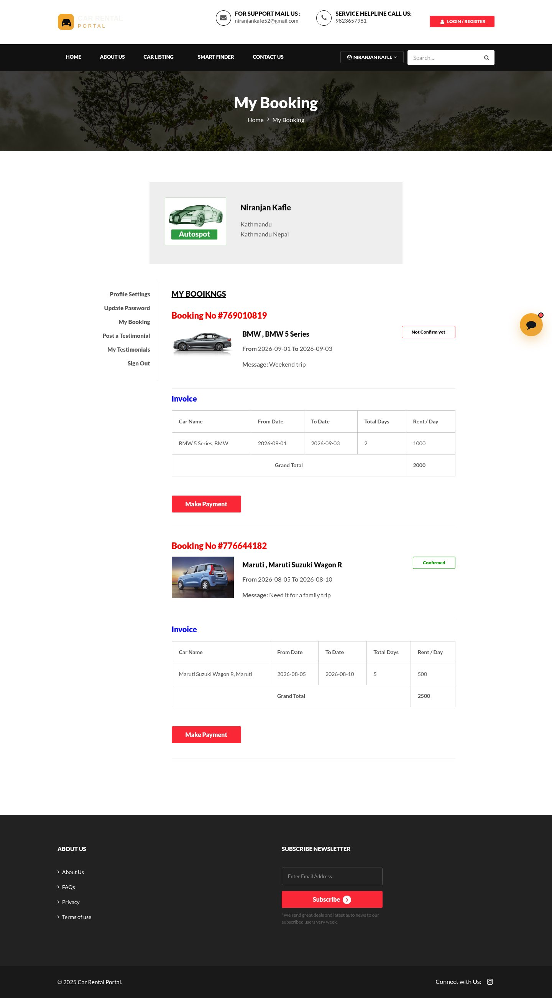 CAR RENTAL
PORTAL
FOR SUPPORT MAIL US :
niranjankafe52@gmail.com
SERVICE HELPLINE CALL US:
9823657981
LOGIN / REGISTER
HOME ABOUT US CAR LISTING SMART FINDER CONTACT US
NIRANJAN KAFLE
Search...
My Booking
Home My Booking
Autospot
Niranjan Kafle
Kathmandu
Kathmandu Nepal
Profile Settings
Update Password
My Booking
Post a Testimonial
My Testimonials
Sign Out
MY BOOIKNGS
Booking No #769010819
BMW , BMW 5 Series
Not Confirm yet
From 2026-09-01 To 2026-09-03
Message: Weekend trip
Invoice
Car Name From Date To Date Total Days Rent / Day
BMW 5 Series, BMW 2026-09-01 2026-09-03 2 1000
Grand Total 2000
Make Payment
Booking No #776644182
Maruti , Maruti Suzuki Wagon R
Confirmed
From 2026-08-05 To 2026-08-10
Message: Need it for a family trip
Invoice
Car Name From Date To Date Total Days Rent / Day
Maruti Suzuki Wagon R, Maruti 2026-08-05 2026-08-10 5 500
Grand Total 2500
Make Payment
ABOUT US
About Us
FAQs
Privacy
Terms of use
SUBSCRIBE NEWSLETTER
Enter Email Address
Subscribe
*We send great deals and latest auto news to our
subscribed users very week.
© 2025 Car Rental Portal.
Connect with Us: